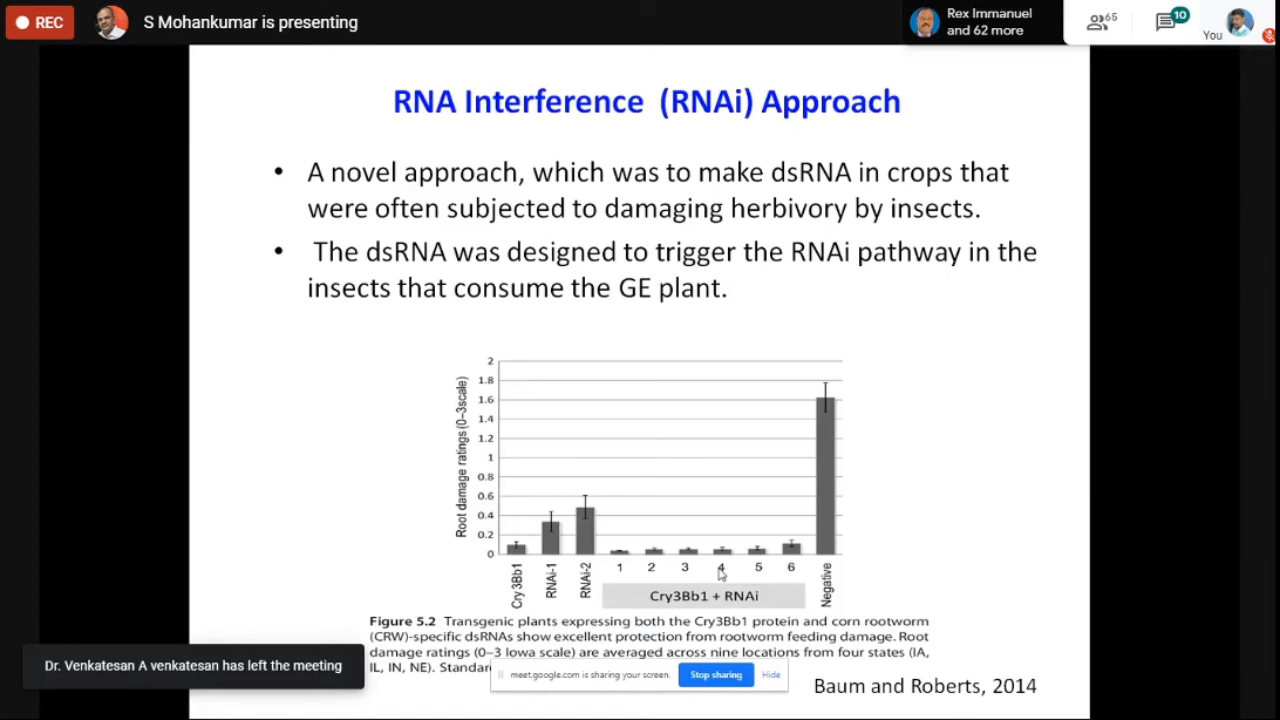 REC
S Mohankumar is presenting
Rex Immanuel
and 62 more
65
10
You
RNA Interference (RNAi) Approach
• A novel approach, which was to make dsRNA in crops that
were often subjected to damaging herbivory by insects.
• The dsRNA was designed to trigger the RNAi pathway in the
insects that consume the GE plant.
Root damage ratings (0–3scale)
2
1.8
1.6
1.4
1.2
1
0.8
0.6
0.4
0.2
0
Cry 3Bb1
RNAi-1
RNAi-2
1 2 3 4 5 6
Negative
Cry3Bb1 + RNAi
Figure 5.2 Transgenic plants expressing both the Cry3Bb1 protein and corn rootworm
(CRW)-specific dsRNAs show excellent protection from rootworm feeding damage. Root
damage ratings (0–3 Iowa scale) are averaged across nine locations from four states (IA,
IL, IN, NE).
Dr. Venkatesan A venkatesan has left the meeting
meet.google.com is sharing your screen.
Stop sharing
Hide
Baum and Roberts, 2014